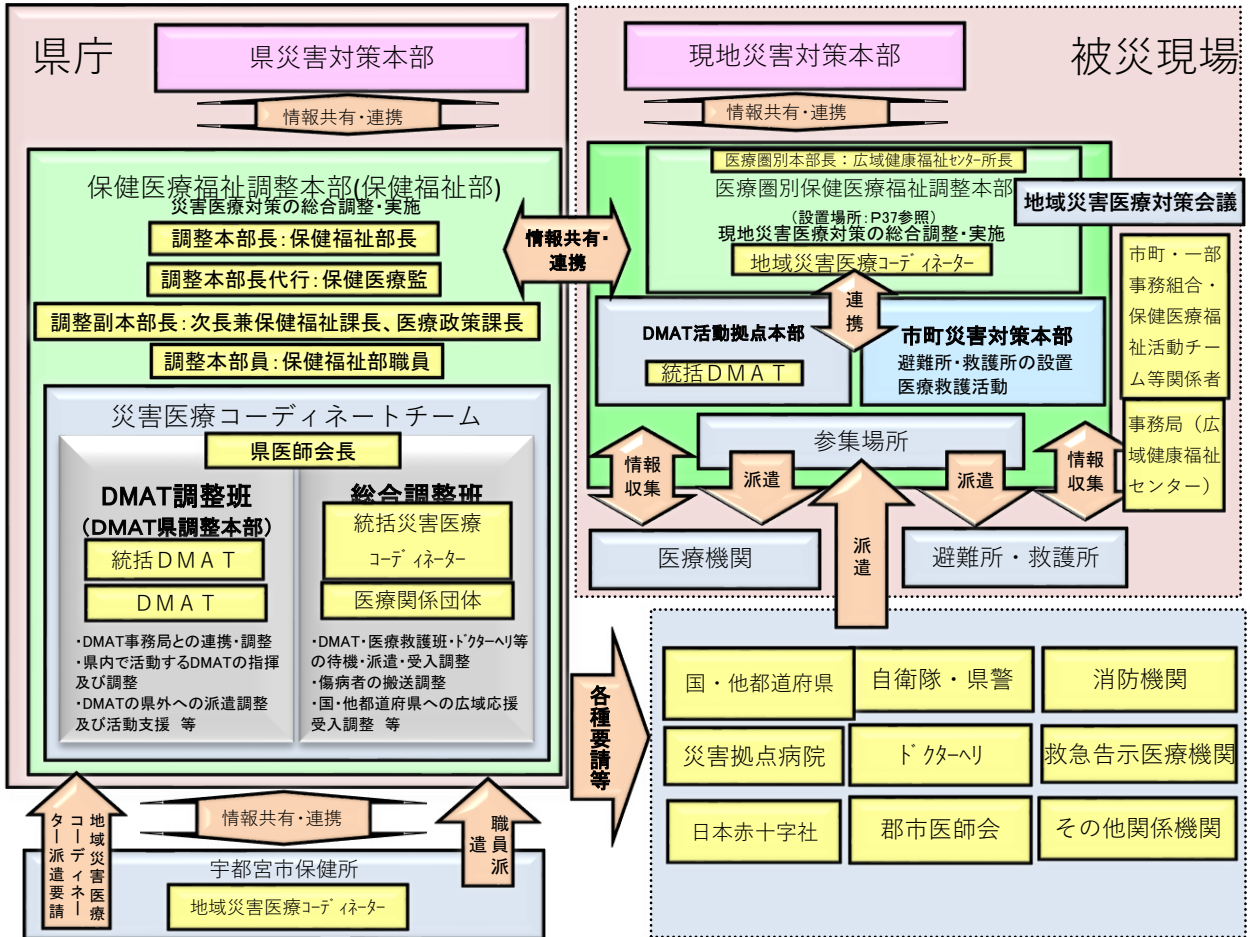 県庁
県災害対策本部
情報共有・連携
保健医療福祉調整本部(保健福祉部)
災害医療対策の総合調整・実施
調整本部長：保健福祉部長
調整本部長代行：保健医療監
調整副本部長：次長兼保健福祉課長、医療政策課長
調整本部員：保健福祉部職員
災害医療コーディネートチーム
県医師会長
DMAT調整班
（DMAT県調整本部）
統括ＤＭＡＴ
ＤＭＡＴ
・DMAT事務局との連携・調整
・県内で活動するDMATの指揮
及び調整
・DMATの県外への派遣調整
及び活動支援 等
総合調整班
統括災害医療
ｺｰﾃﾞｨﾈｰﾀｰ
医療関係団体
・DMAT・医療救護班・ﾄﾞｸﾀｰﾍﾘ等
の待機・派遣・受入調整
・傷病者の搬送調整
・国・他都道府県への広域応援
受入調整 等
地域災害医療
コーディネー
ター派遣要請
情報共有・連携
職員派
遣
宇都宮市保健所
地域災害医療ｺｰﾃﾞｨﾈｰﾀｰ
情報共有・
連携
各種要請等
被災現場
現地災害対策本部
情報共有・連携
医療圏別本部長：広域健康福祉ｾﾝﾀｰ所長
医療圏別保健医療福祉調整本部
（設置場所：P37参照）
現地災害医療対策の総合調整・実施
地域災害医療ｺｰﾃﾞｨﾈｰﾀｰ
地域災害医療対策会議
市町・一部
事務組合・
保健医療福
祉活動チー
ム等関係者
事務局（広
域健康福祉
センター）
連携
DMAT活動拠点本部
統括ＤＭＡＴ
市町災害対策本部
避難所・救護所の設置
医療救護活動
参集場所
情報
収集
派遣
派遣
派遣
情報
収集
医療機関
避難所・救護所
国・他都道府県
自衛隊・県警
消防機関
災害拠点病院
ﾄﾞｸﾀｰﾍﾘ
救急告示医療機関
日本赤十字社
郡市医師会
その他関係機関